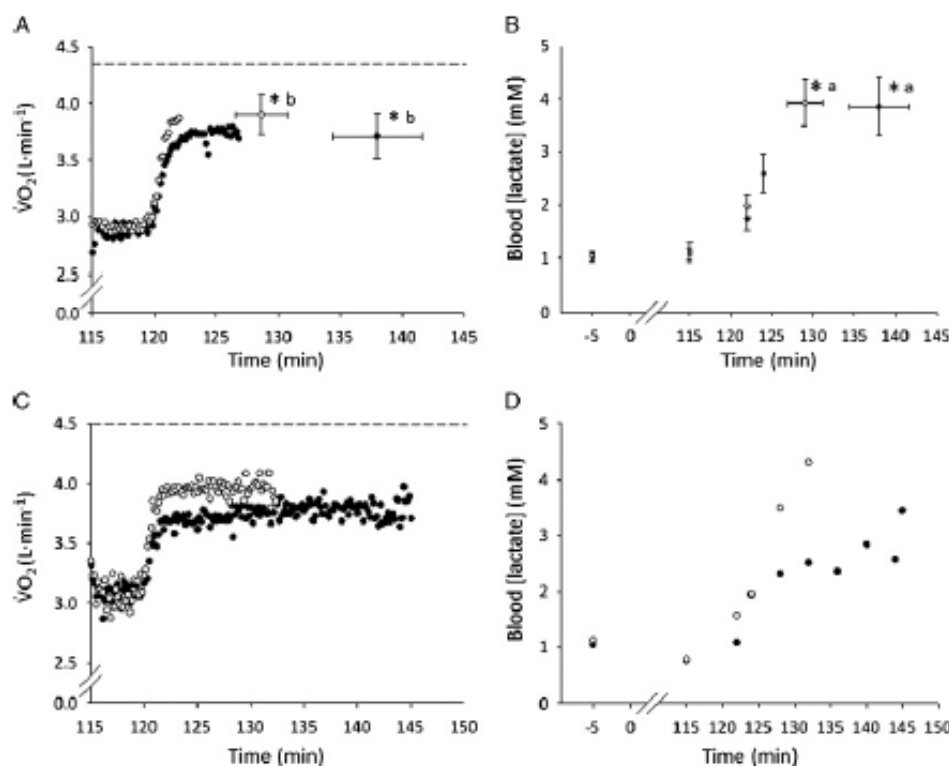 A
4.5
4.0
3.5
3.0
2.5
0.0
V̇O₂ (L·min⁻¹)
* b
* b
115 120 125 130 135 140 145
Time (min)
B
5
4
3
2
1
0
Blood [lactate] (mM)
* a
* a
-5 0 115 120 125 130 135 140 145
Time (min)
C
4.5
4.0
3.5
3.0
2.5
0.0
V̇O₂ (L·min⁻¹)
115 120 125 130 135 140 145 150
Time (min)
D
5
4
3
2
1
0
Blood [lactate] (mM)
-5 0 115 120 125 130 135 140 145 150
Time (min)